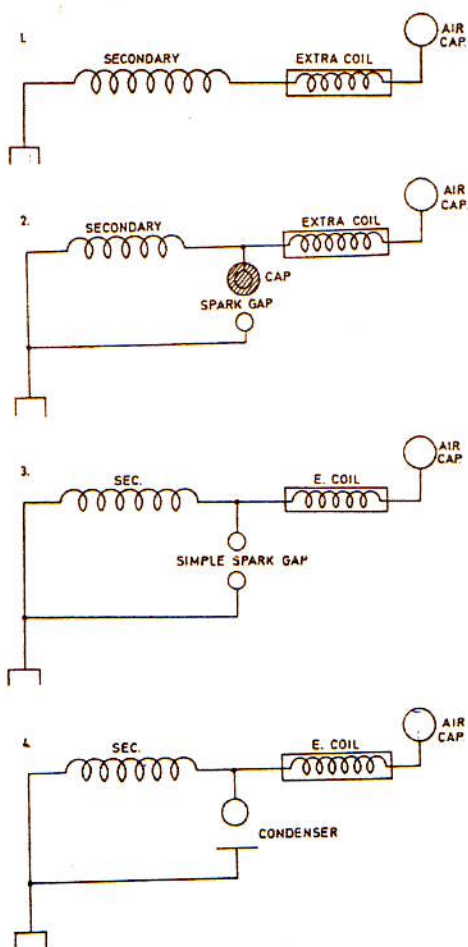 1.
SECONDARY
EXTRA COIL
AIR
CAP.
2.
SECONDARY
EXTRA COIL
AIR
CAP.
CAP
SPARK GAP
3.
SEC.
E. COIL
AIR
CAP.
SIMPLE SPARK GAP
4.
SEC.
E. COIL
AIR
CAP.
CONDENSER